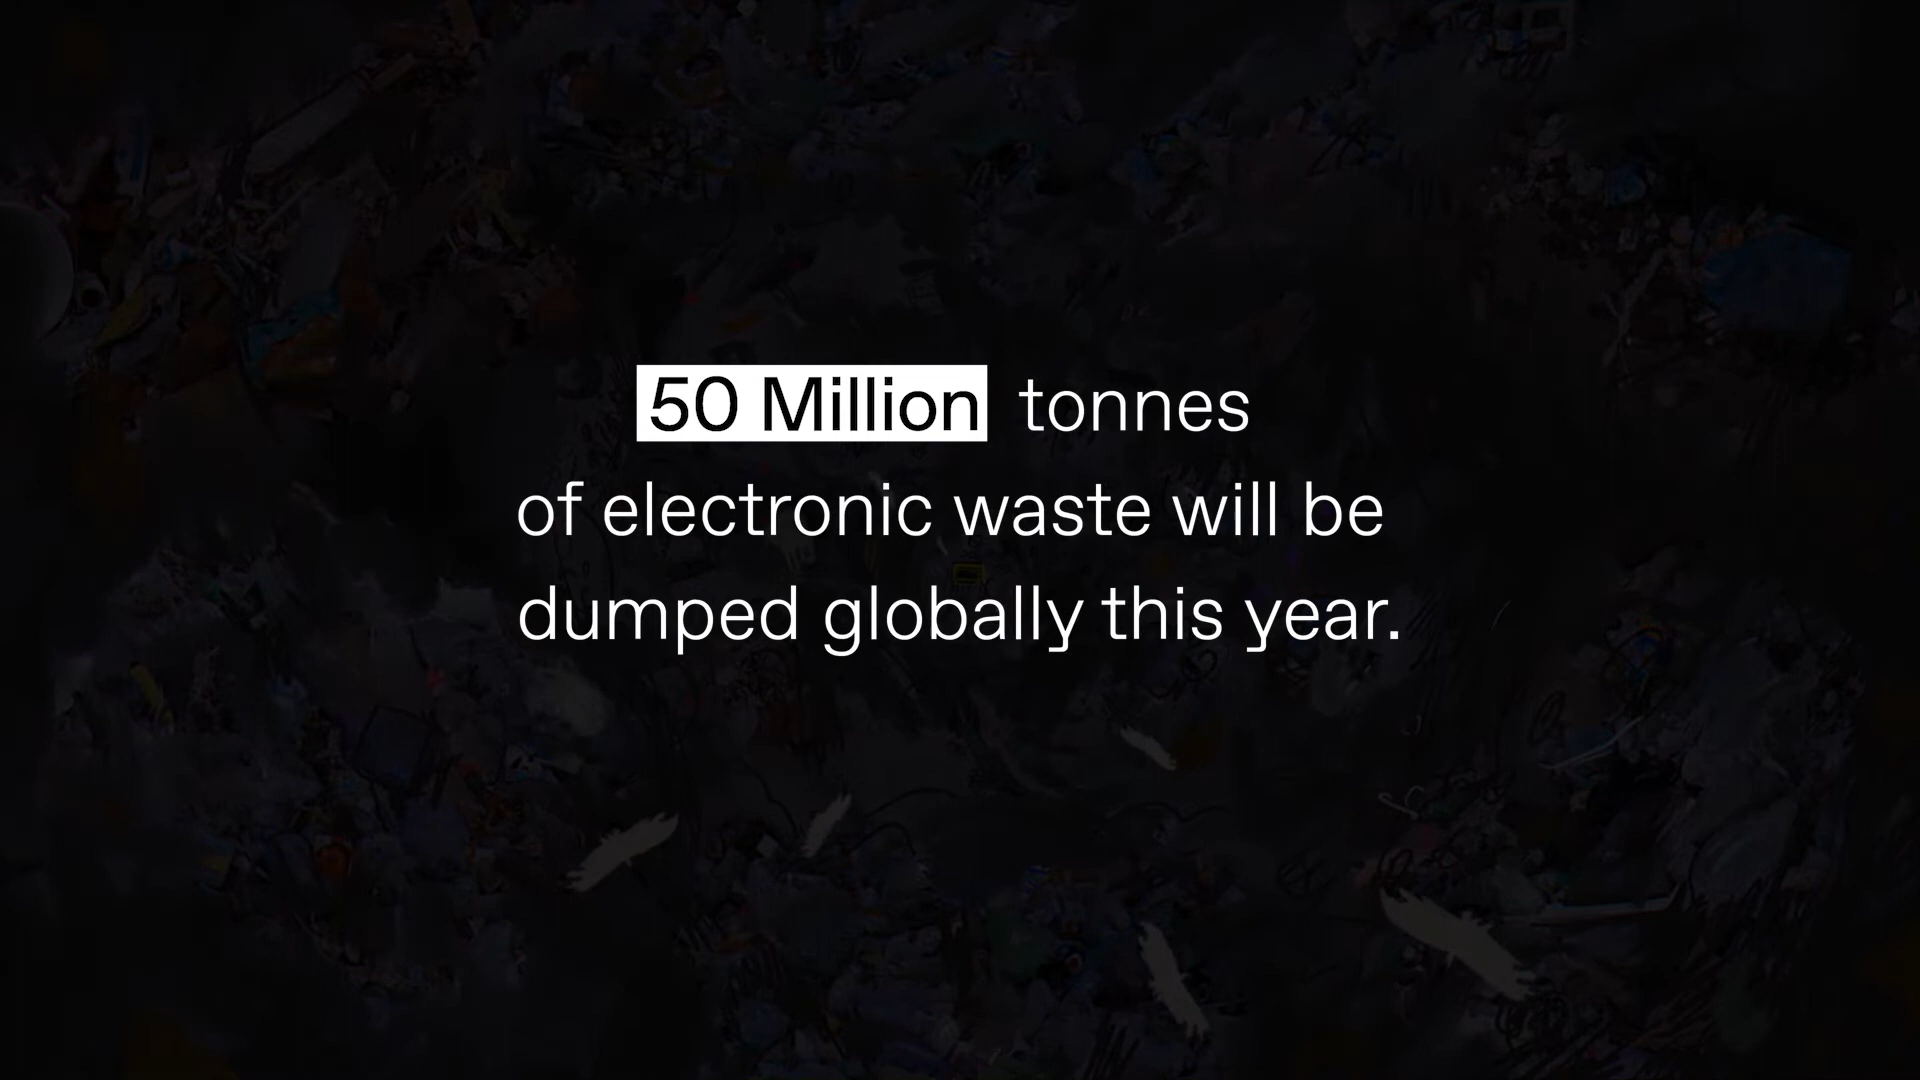 50 Million tonnes
of electronic waste will be
dumped globally this year.